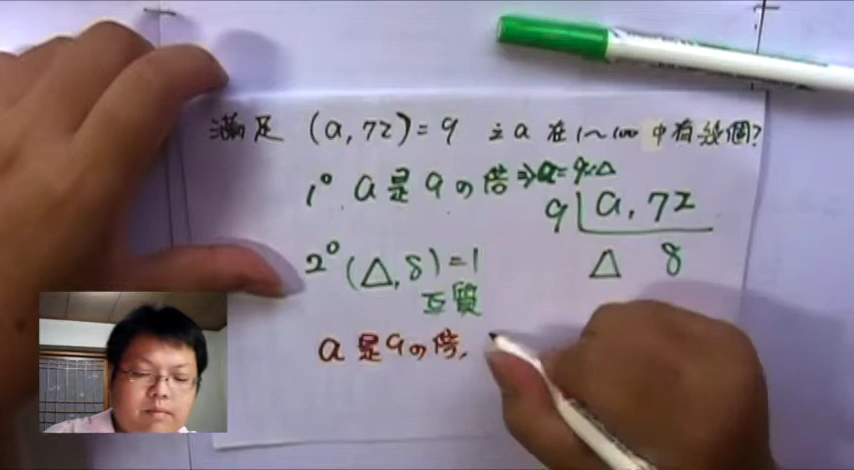 滿足 (a, 72) = 9 之 a 在 1~100 中有幾個?
1° a 是 9 の 倍 ⇒ a = 9·△
9 | a, 72
△ 8
2° (△, 8) = 1
互質
a 是 9 の 倍,